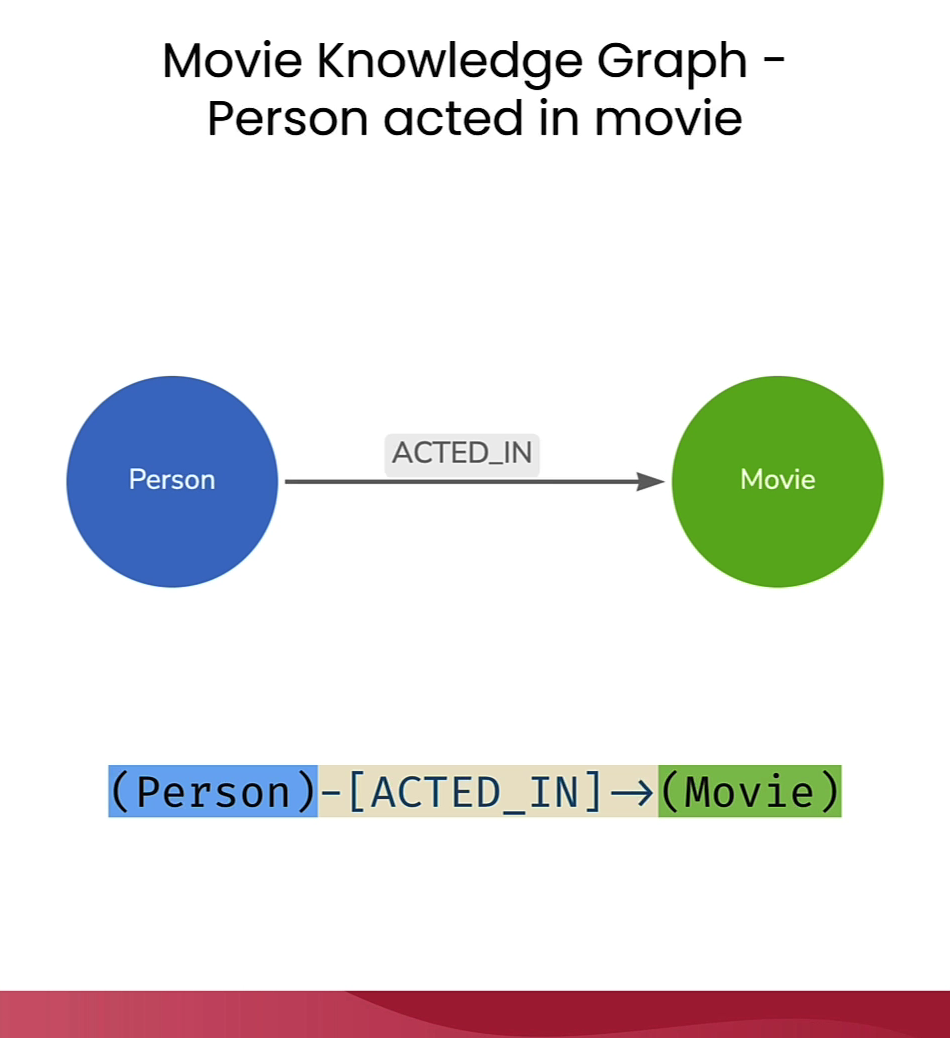 Movie Knowledge Graph -
Person acted in movie
ACTED_IN
Person
Movie
(Person)-[ACTED_IN]->(Movie)